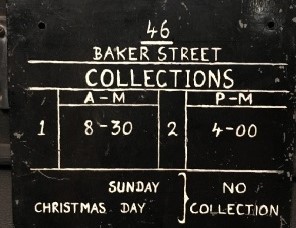 46
BAKER STREET
COLLECTIONS
A-M P-M
1 8-30 2 4-00
SUNDAY NO
CHRISTMAS DAY COLLECTION